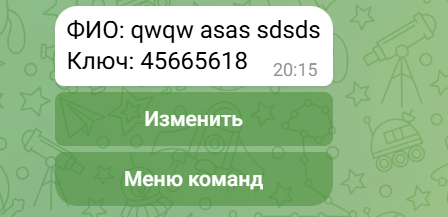 ФИО: qwqw asas sdsds
Ключ: 45665618
20:15
Изменить
Меню команд